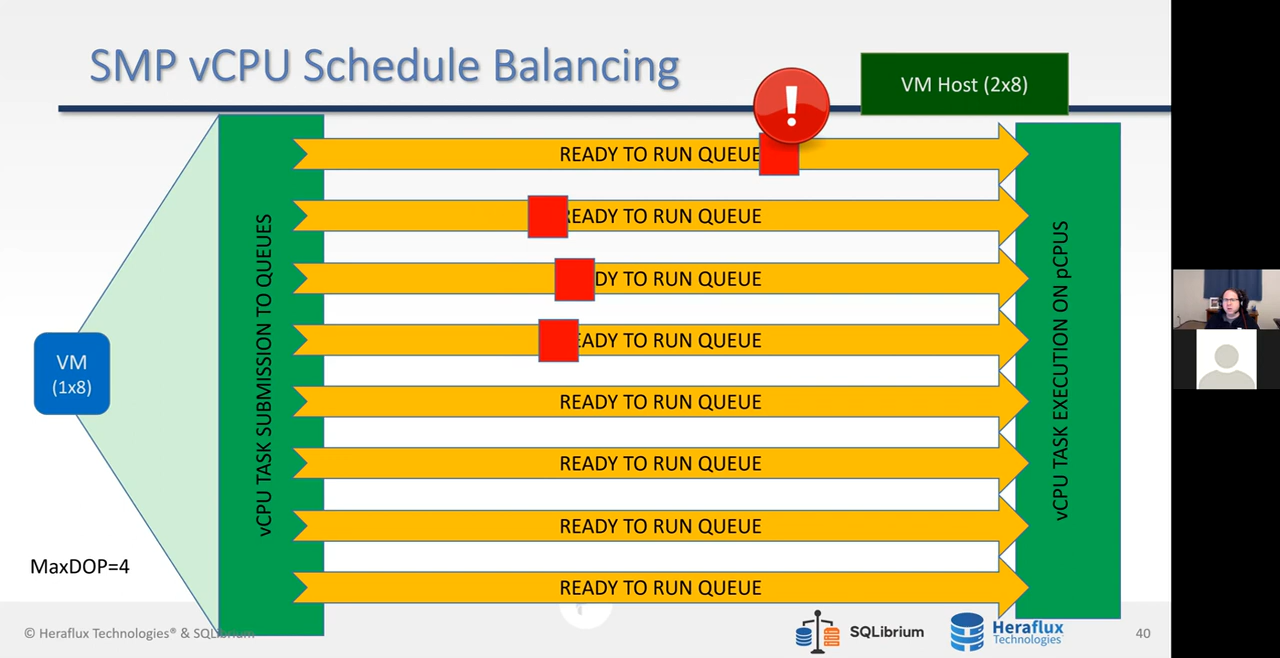 SMP vCPU Schedule Balancing
VM Host (2x8)
!
READY TO RUN QUEUE
READY TO RUN QUEUE
DY TO RUN QUEUE
EADY TO RUN QUEUE
READY TO RUN QUEUE
READY TO RUN QUEUE
READY TO RUN QUEUE
READY TO RUN QUEUE
vCPU TASK SUBMISSION TO QUEUES
vCPU TASK EXECUTION ON pCPUS
VM
(1x8)
MaxDOP=4
© Heraflux Technologies® & SQLibrium
SQLibrium
Heraflux
Technologies
40